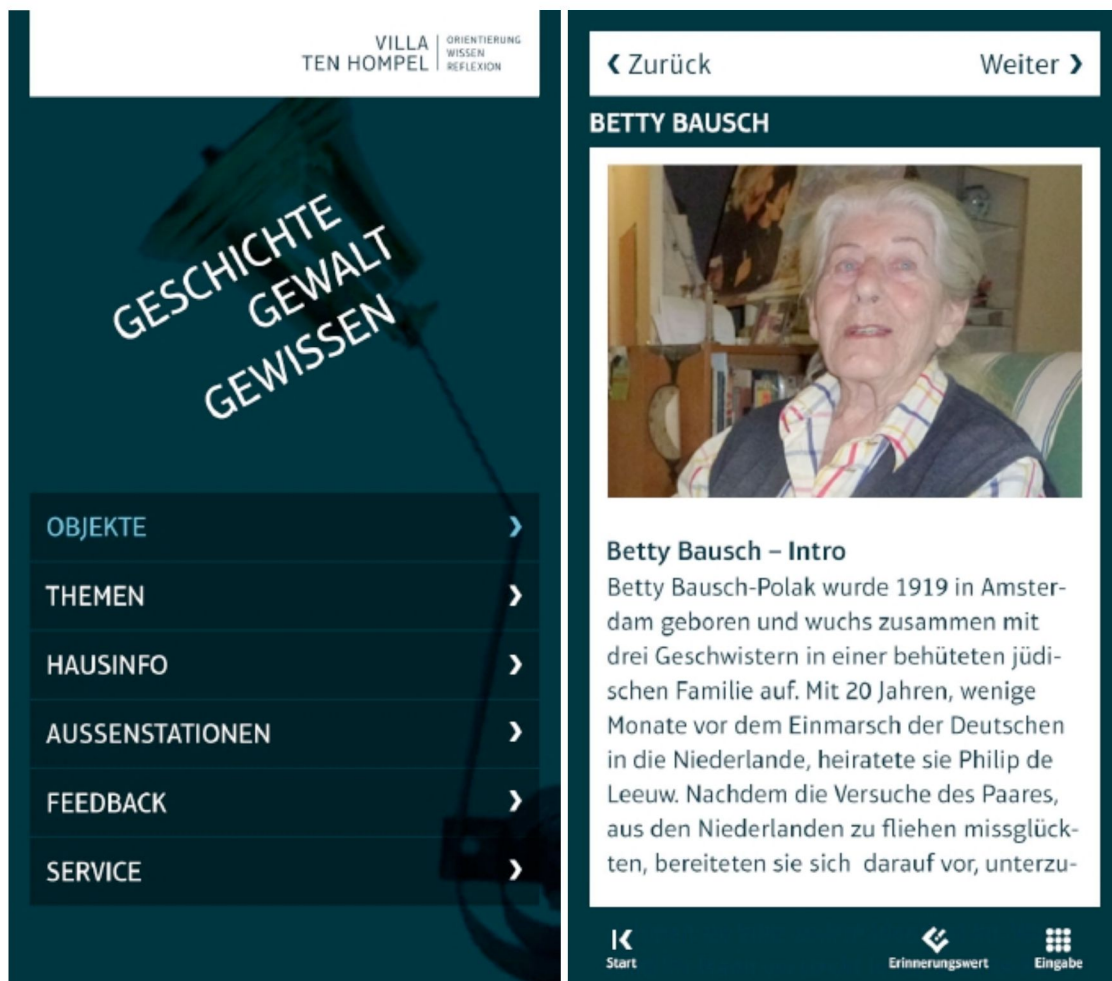 VILLA
TEN HOMPEL
ORIENTIERUNG
WISSEN
REFLEXION
GESCHICHTE
GEWALT
GEWISSEN
OBJEKTE
THEMEN
HAUSINFO
AUSSENSTATIONEN
FEEDBACK
SERVICE
Zurück
Weiter
BETTY BAUSCH
Betty Bausch – Intro
Betty Bausch-Polak wurde 1919 in Amster-
dam geboren und wuchs zusammen mit
drei Geschwistern in einer behüteten jüdi-
schen Familie auf. Mit 20 Jahren, wenige
Monate vor dem Einmarsch der Deutschen
in die Niederlande, heiratete sie Philip de
Leeuw. Nachdem die Versuche des Paares,
aus den Niederlanden zu fliehen missglück-
ten, bereiteten sie sich darauf vor, unterzu-
Start
Erinnerungswert
Eingabe